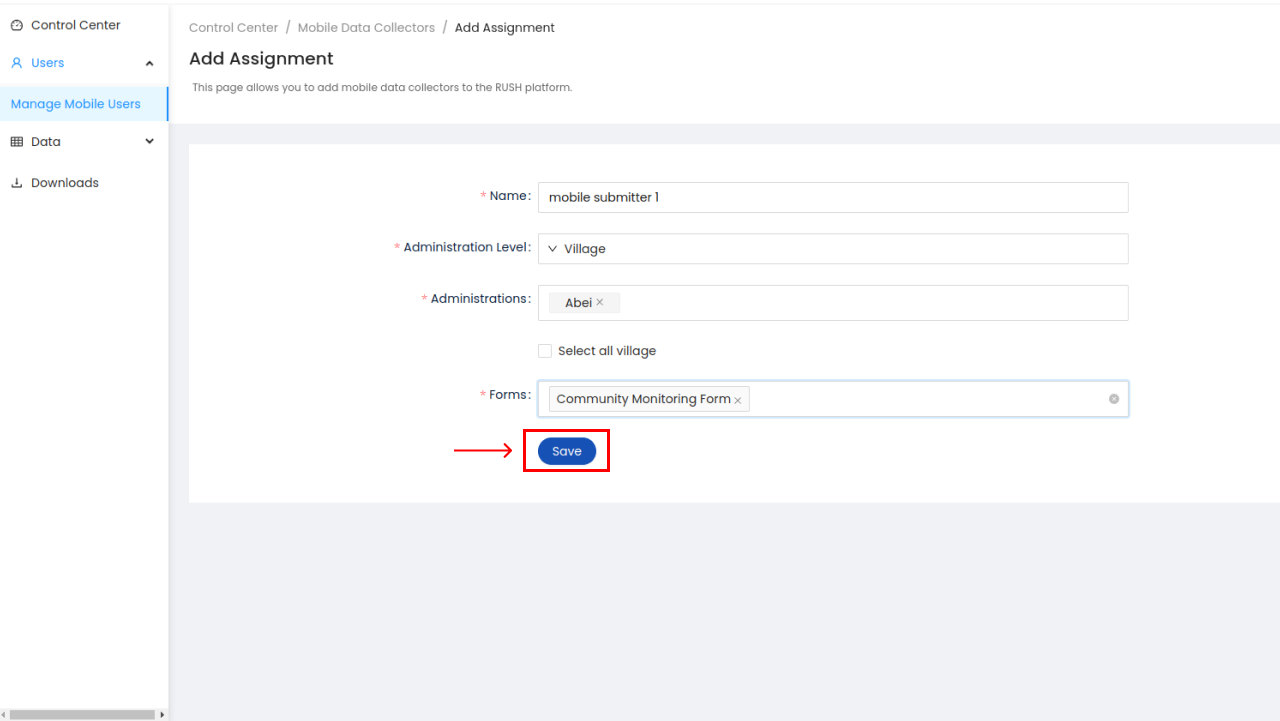 Control Center
Users
Manage Mobile Users
Data
Downloads
Control Center / Mobile Data Collectors / Add Assignment
Add Assignment
This page allows you to add mobile data collectors to the RUSH platform.
* Name: mobile submitter 1
* Administration Level: Village
* Administrations: Abei ×
Select all village
* Forms: Community Monitoring Form ×
Save